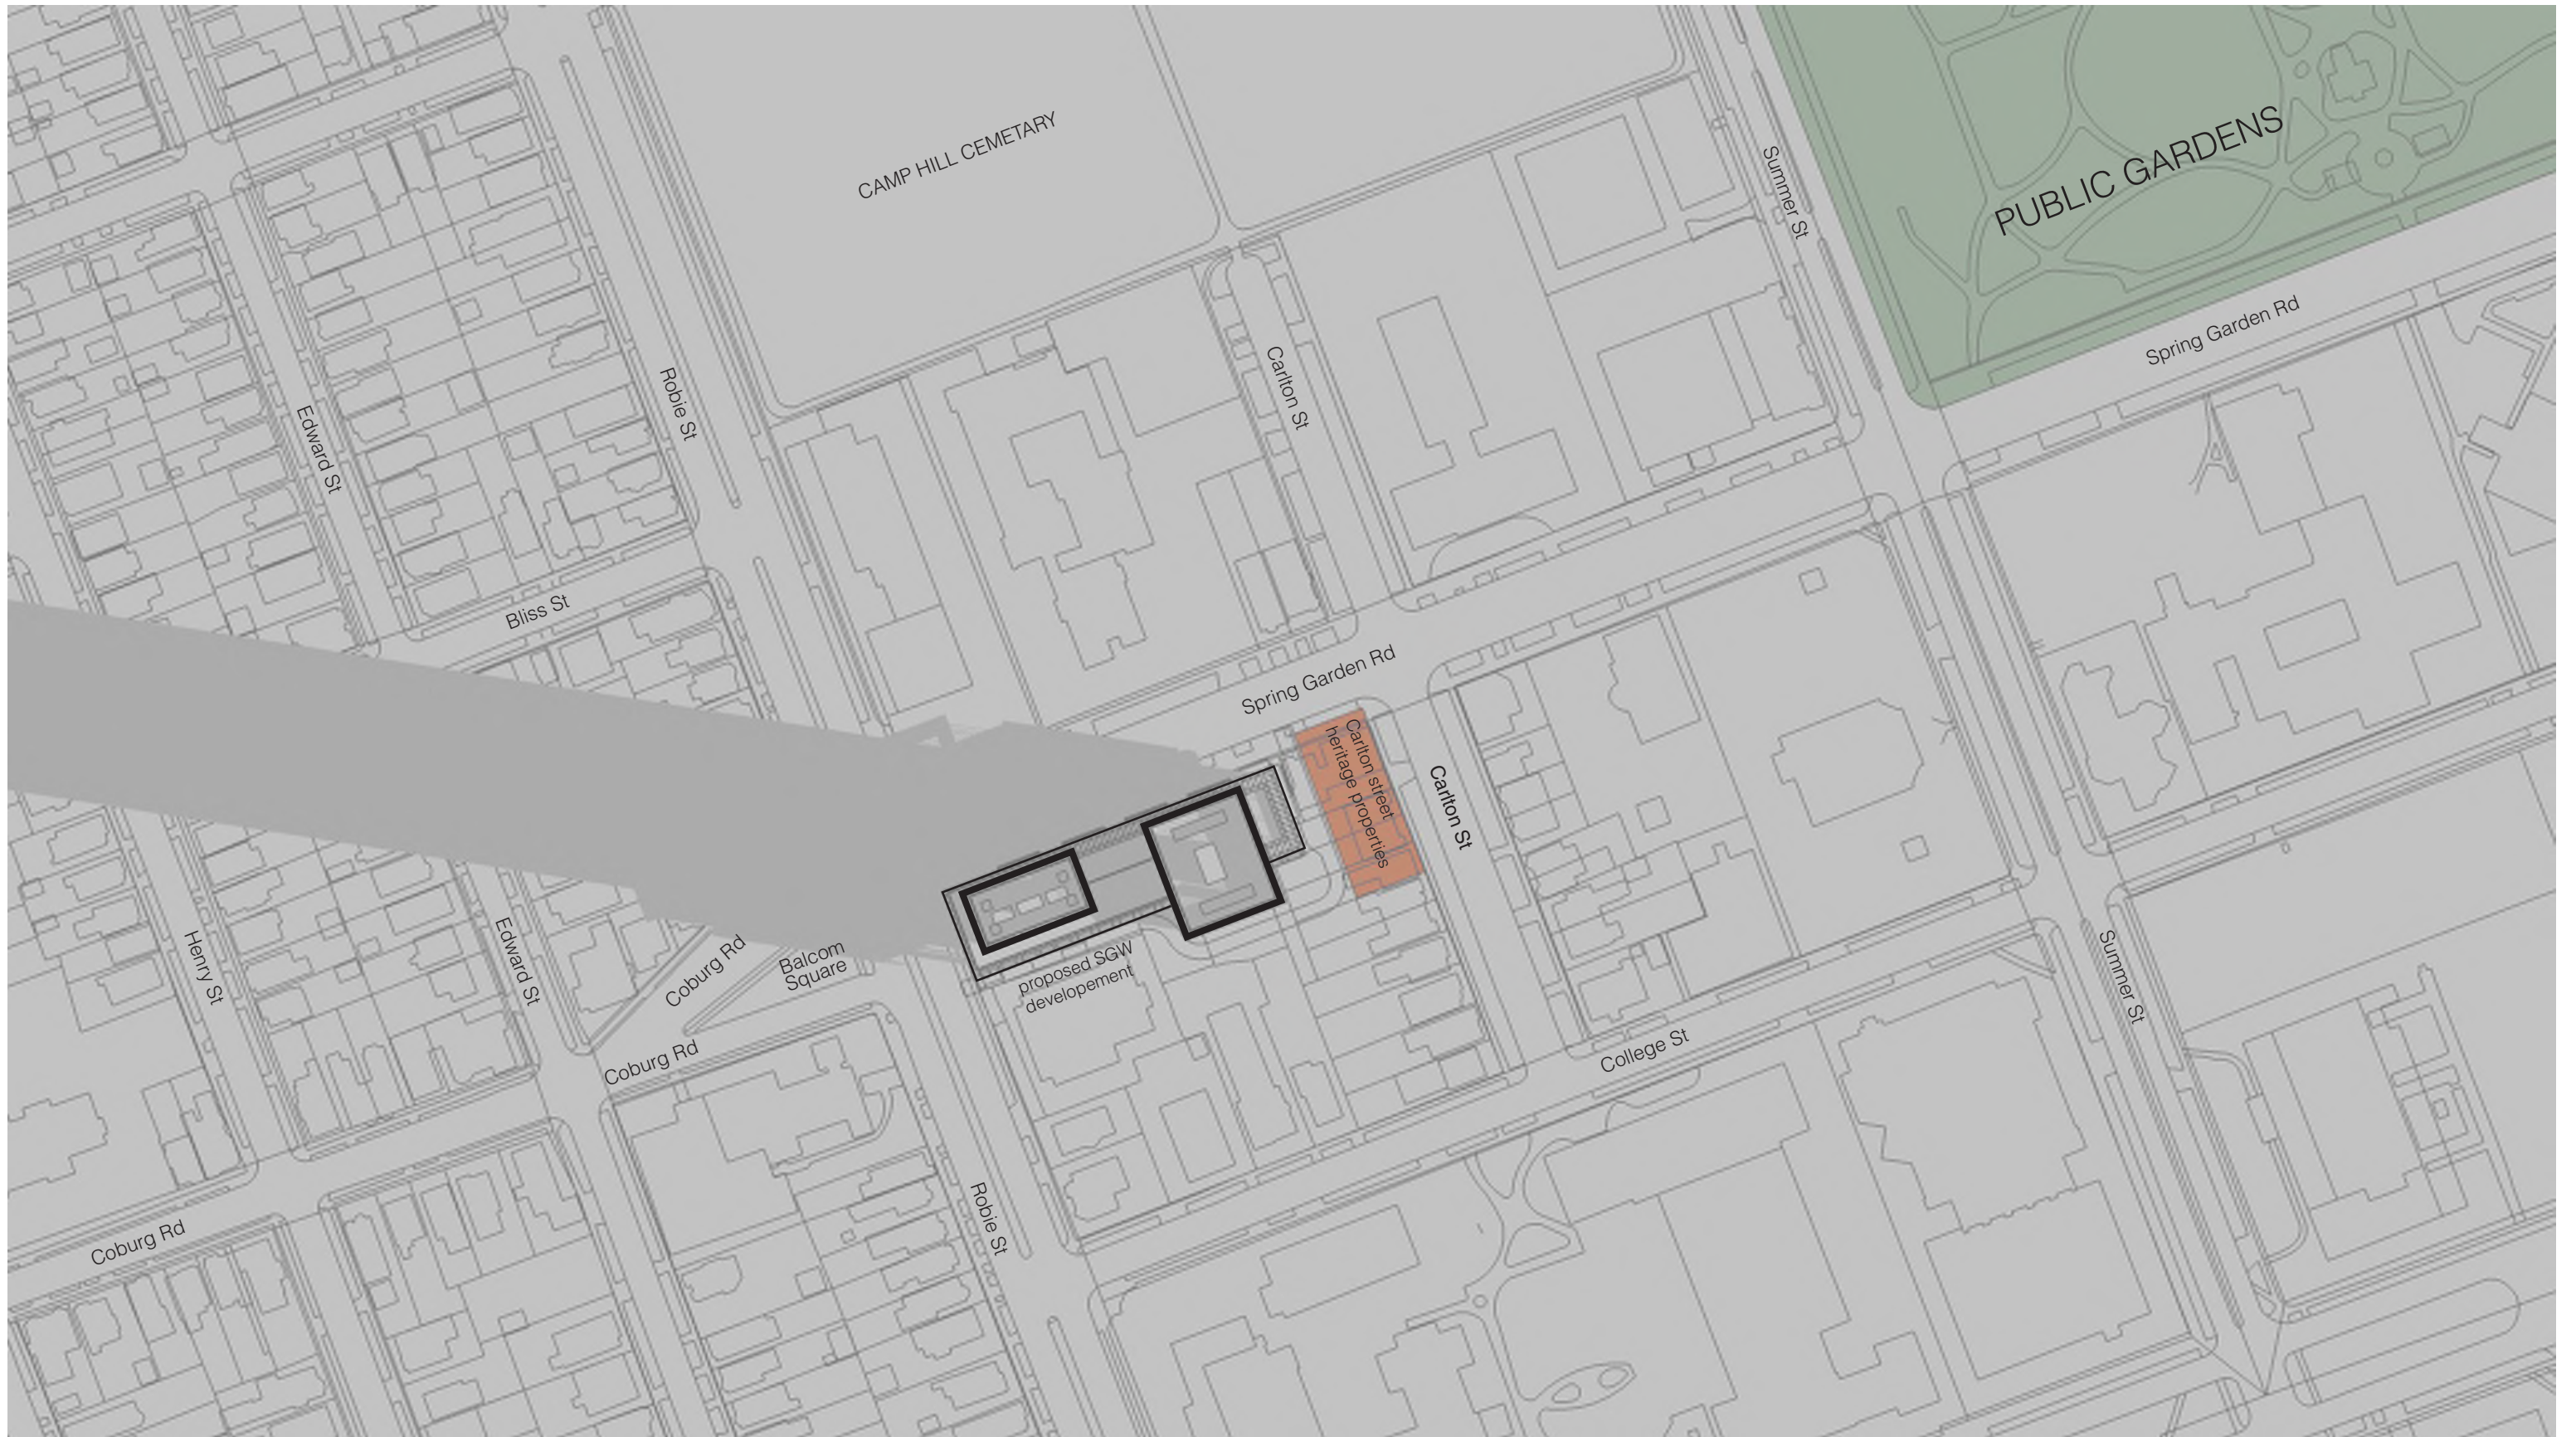 CAMP HILL CEMETARY
PUBLIC GARDENS
Summer St
Spring Garden Rd
Carlton St
Robie St
Edward St
Bliss St
Spring Garden Rd
Carlton street
heritage properties
Carlton St
Henry St
Edward St
Coburg Rd
Balcom
Square
proposed SGW
developement
Summer St
Coburg Rd
College St
Robie St
Coburg Rd